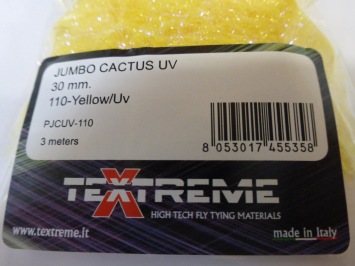 JUMBO CACTUS UV
30 mm.
110-Yellow/Uv
PJCUV-110
3 meters
8 053017 455358
TEXTREME
HIGH TECH FLY TYING MATERIALS
www.textreme.it
made in Italy